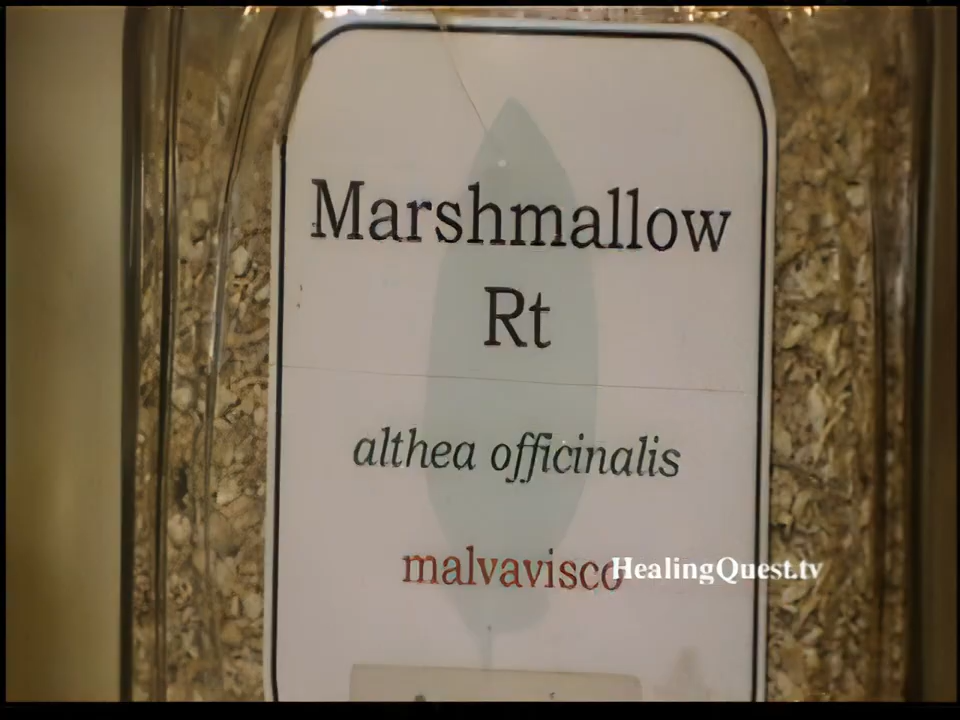 Marshmallow
Rt
althea officinalis
malvavisco
HealingQuest.tv